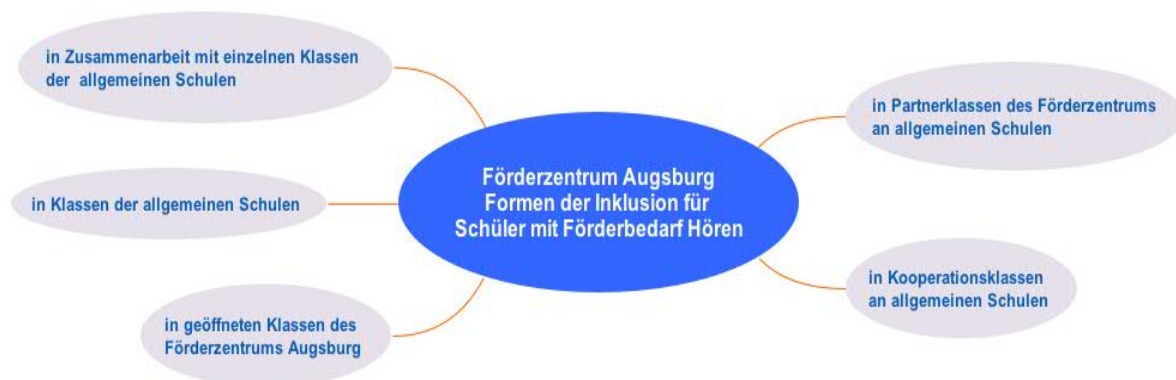 in Zusammenarbeit mit einzelnen Klassen
der allgemeinen Schulen
in Partnerklassen des Förderzentrums
an allgemeinen Schulen
Förderzentrum Augsburg
Formen der Inklusion für
Schüler mit Förderbedarf Hören
in Klassen der allgemeinen Schulen
in Kooperationsklassen
an allgemeinen Schulen
in geöffneten Klassen des
Förderzentrums Augsburg